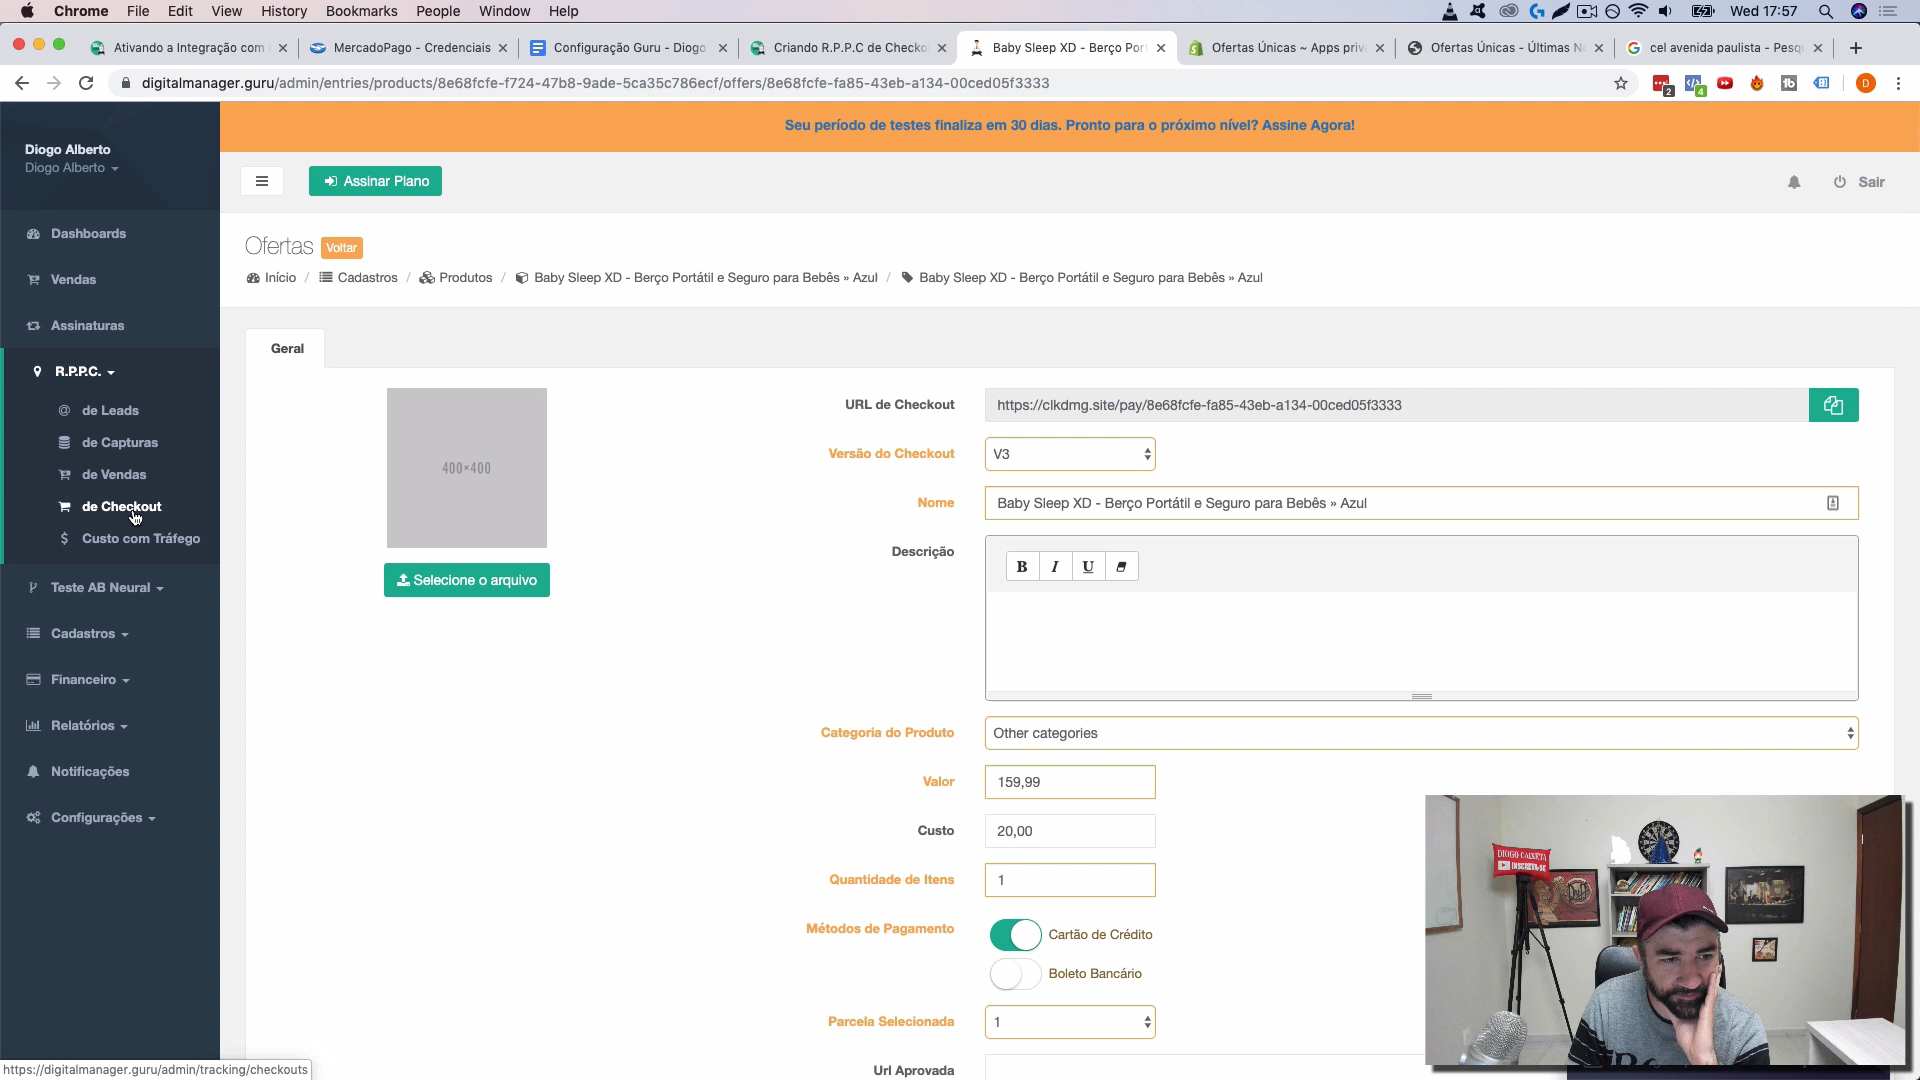 Chrome File Edit View History Bookmarks People Window Help
Wed 17:57
Ativando a Integração com
MercadoPago - Credenciais
Configuração Guru - Diogo
Criando R.P.P.C de Checko
Baby Sleep XD - Berço Por
Ofertas Únicas ~ Apps priv
Ofertas Únicas - Últimas N
cel avenida paulista - Pesq
digitalmanager.guru/admin/entries/products/8e68fcfe-f724-47b8-9ade-5ca35c786ecf/offers/8e68fcfe-fa85-43eb-a134-00ced05f3333
2
4
D
Seu período de testes finaliza em 30 dias. Pronto para o próximo nível? Assine Agora!
Diogo Alberto
Diogo Alberto
Assinar Plano
Sair
Dashboards
Vendas
Assinaturas
R.P.P.C.
@ de Leads
de Capturas
de Vendas
de Checkout
$ Custo com Tráfego
Teste AB Neural
Cadastros
Financeiro
Relatórios
Notificações
Configurações
Ofertas Voltar
Início / Cadastros / Produtos / Baby Sleep XD - Berço Portátil e Seguro para Bebês » Azul / Baby Sleep XD - Berço Portátil e Seguro para Bebês » Azul
Geral
400×400
Selecione o arquivo
URL de Checkout https://clkdmg.site/pay/8e68fcfe-fa85-43eb-a134-00ced05f3333
Versão do Checkout V3
Nome Baby Sleep XD - Berço Portátil e Seguro para Bebês » Azul
Descrição
B I U
Categoria do Produto Other categories
Valor 159,99
Custo 20,00
Quantidade de Itens 1
Métodos de Pagamento Cartão de Crédito
Boleto Bancário
Parcela Selecionada 1
Url Aprovada
DIOGO CAIXETA
INSCREVA-SE
https://digitalmanager.guru/admin/tracking/checkouts